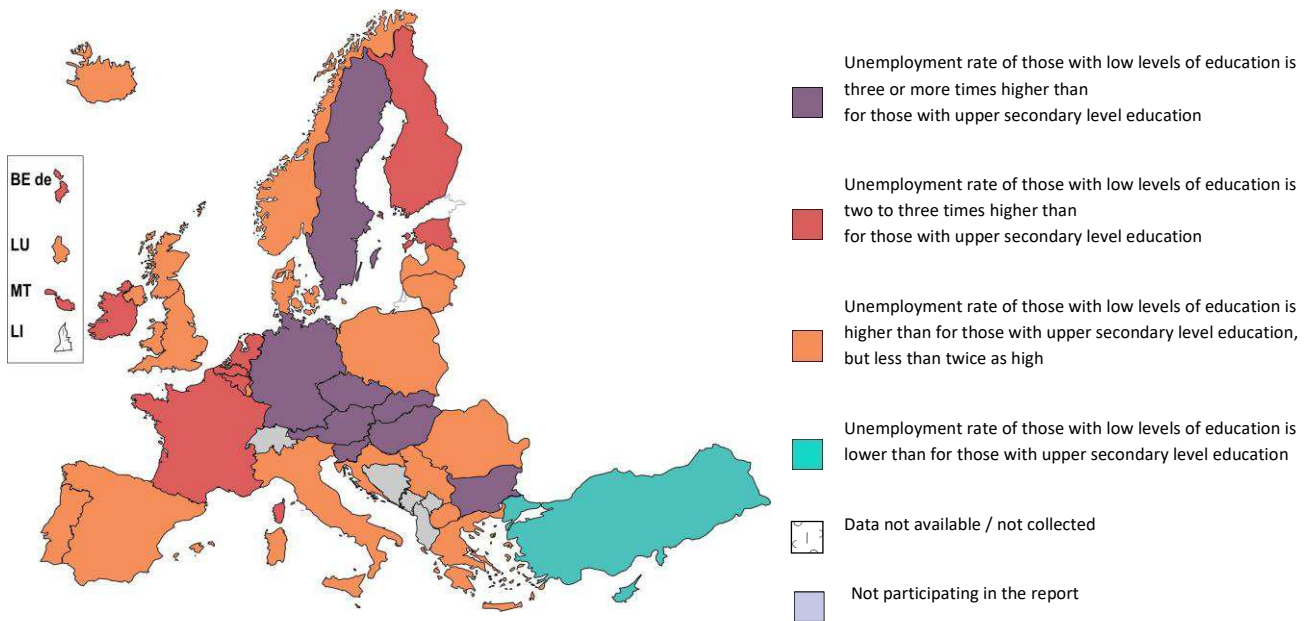 BE de
LU
MT
LI
Unemployment rate of those with low levels of education is
three or more times higher than
for those with upper secondary level education
Unemployment rate of those with low levels of education is
two to three times higher than
for those with upper secondary level education
Unemployment rate of those with low levels of education is
higher than for those with upper secondary level education,
but less than twice as high
Unemployment rate of those with low levels of education is
lower than for those with upper secondary level education
Data not available / not collected
Not participating in the report